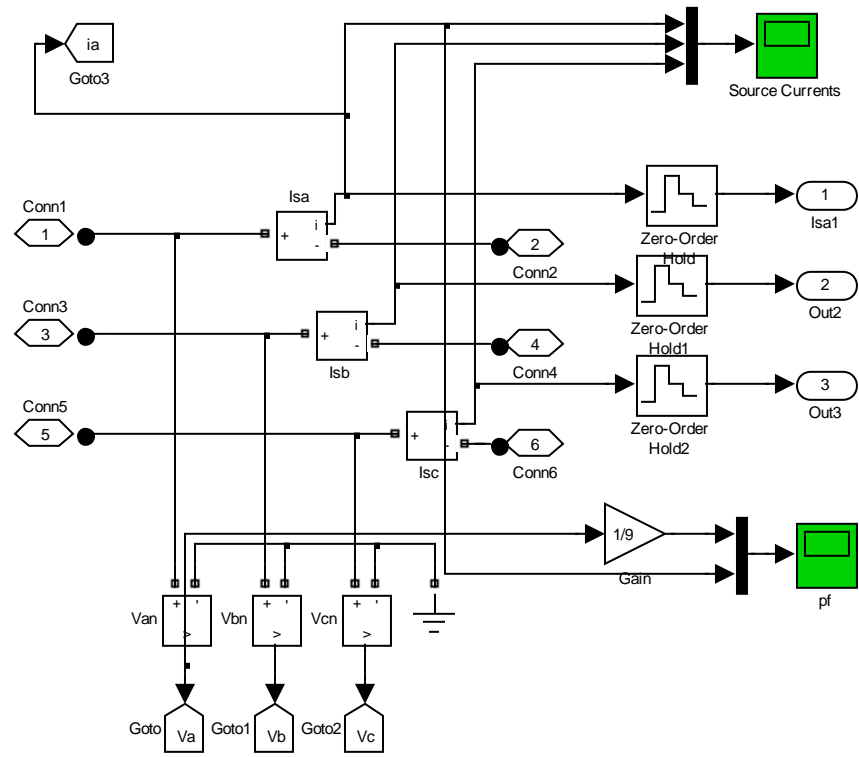 ia
Goto3
Source Currents
Isa
i
+
-
Conn1
1
2
Conn2
Zero-Order
Hold
1
Isa1
Conn3
3
i
+
-
Isb
4
Conn4
Zero-Order
Hold1
2
Out2
Conn5
5
i
+
-
Isc
6
Conn6
Zero-Order
Hold2
3
Out3
1/9
Gain
pf
Van
+ '
>
Vbn
+ '
>
Vcn
+ '
>
Goto
Va
Goto1
Vb
Goto2
Vc